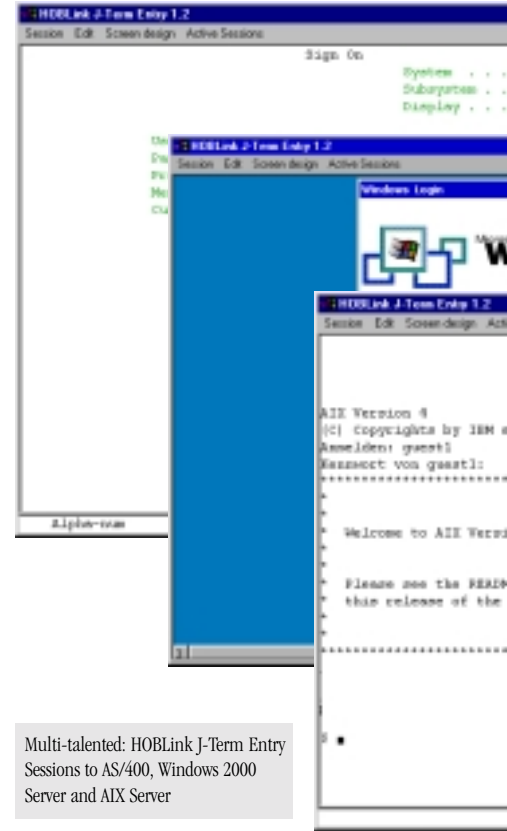 HOBLink J-Term Entry 1.2
Session Edit Screen design Active Sessions
Sign On
System . . .
Subsystem . .
Display . . .
HOBLink J-Term Entry 1.2
Session Edit Screen design Active Sessions
Windows Login
HOBLink J-Term Entry 1.2
Session Edit Screen design
AIX Version 4
(C) Copyrights by IBM
Anmelden: guest1
Kennwort von guest1:
Welcome to AIX
Please see the
this release of the
Alpha-num
Multi-talented: HOBLink J-Term Entry
Sessions to AS/400, Windows 2000
Server and AIX Server